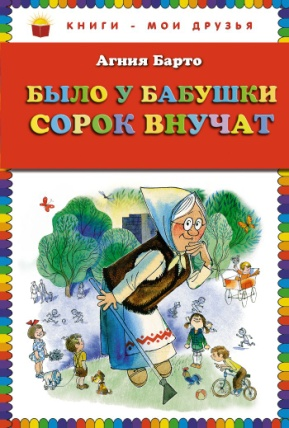 КНИГИ - МОИ ДРУЗЬЯ
Агния Барто
БЫЛО У БАБУШКИ
СОРОК ВНУЧАТ